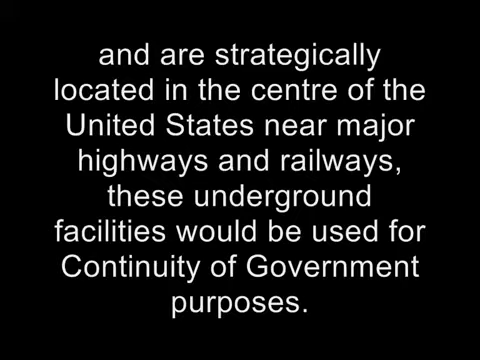 and are strategically
located in the centre of the
United States near major
highways and railways,
these underground
facilities would be used for
Continuity of Government
purposes.